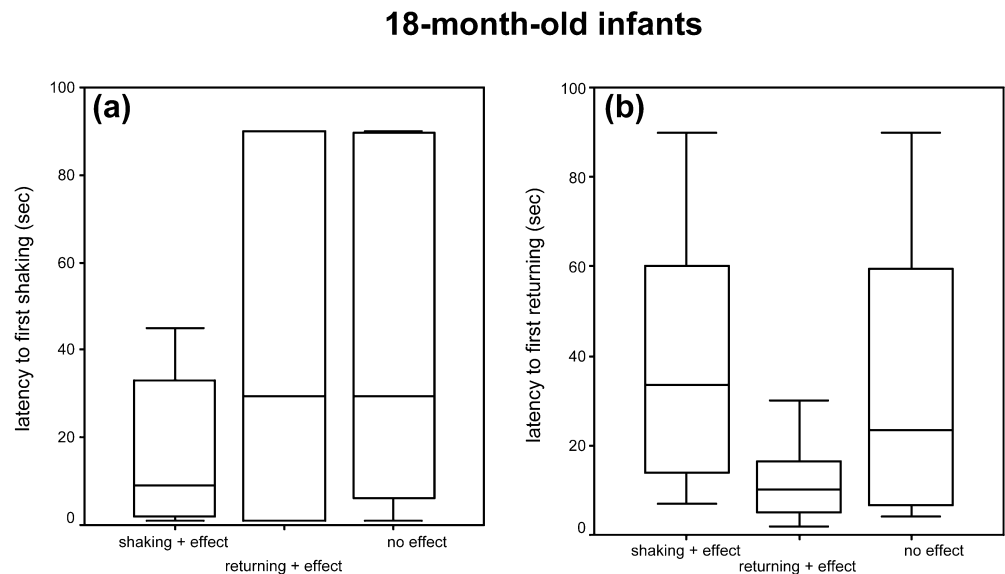 18-month-old infants
(a)
latency to first shaking (sec)
100
80
60
40
20
0
shaking + effect
returning + effect
no effect
(b)
latency to first returning (sec)
100
80
60
40
20
0
shaking + effect
returning + effect
no effect